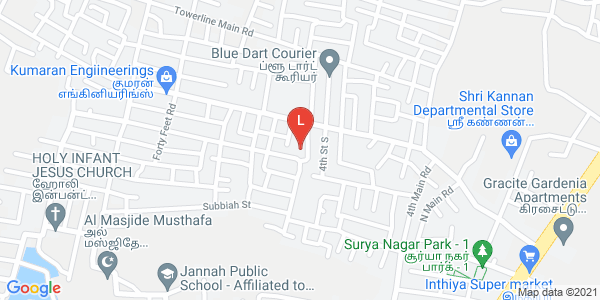 Towerline Main Rd
Blue Dart Courier
ப்ளூ டார்ட்
கூரியர்
Kumaran Engiineerings
குமரன்
எங்கினியரிங்ஸ்
Shri Kannan
Departmental Store
ஸ்ரீ கண்ணன்...
Forty Feet Rd
L
4th St S
HOLY INFANT
JESUS CHURCH
ஹோலி
இன்பன்ட்...
4th Main Rd
N Main Rd
Gracite Gardenia
Apartments
கிரசைட்...
Subbiah St
Al Masjide Musthafa
அல்
மஸ்ஜிதே...
Surya Nagar Park - 1
சூர்யா நகர்
பார்க் -1
Jannah Public
School - Affiliated to...
Inthiya Super market
Google
Map data ©2021